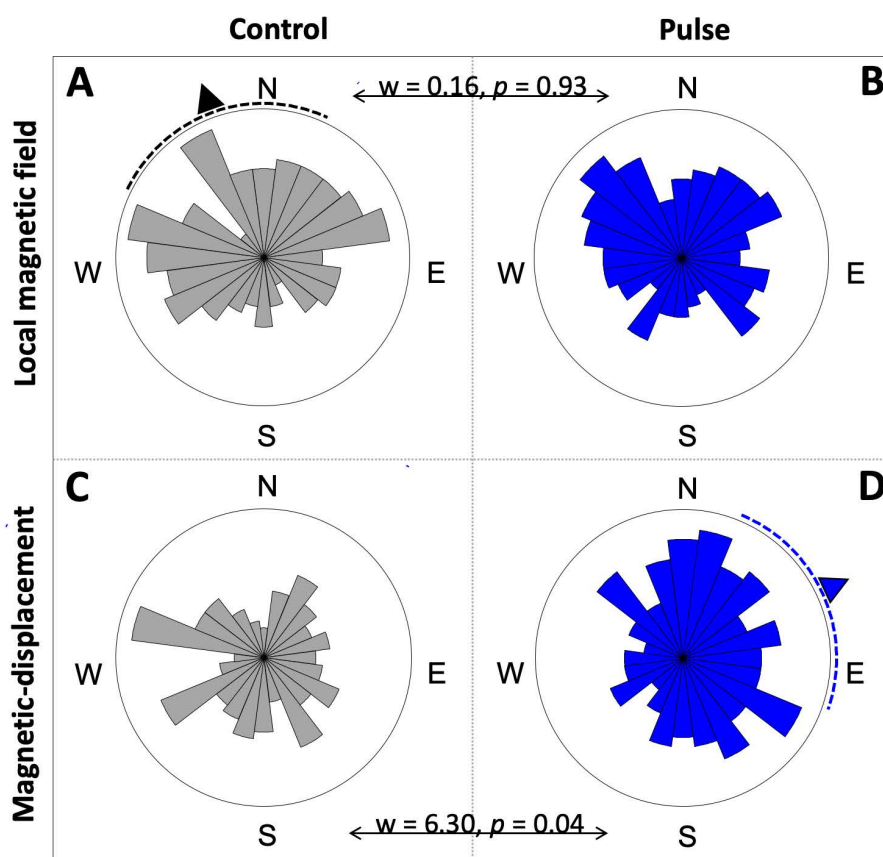 Control
Pulse
Local magnetic field
A
N
W
E
S
w = 0.16, p = 0.93
B
N
W
E
S
Magnetic-displacement
C
N
W
E
S
D
N
W
E
S
w = 6.30, p = 0.04